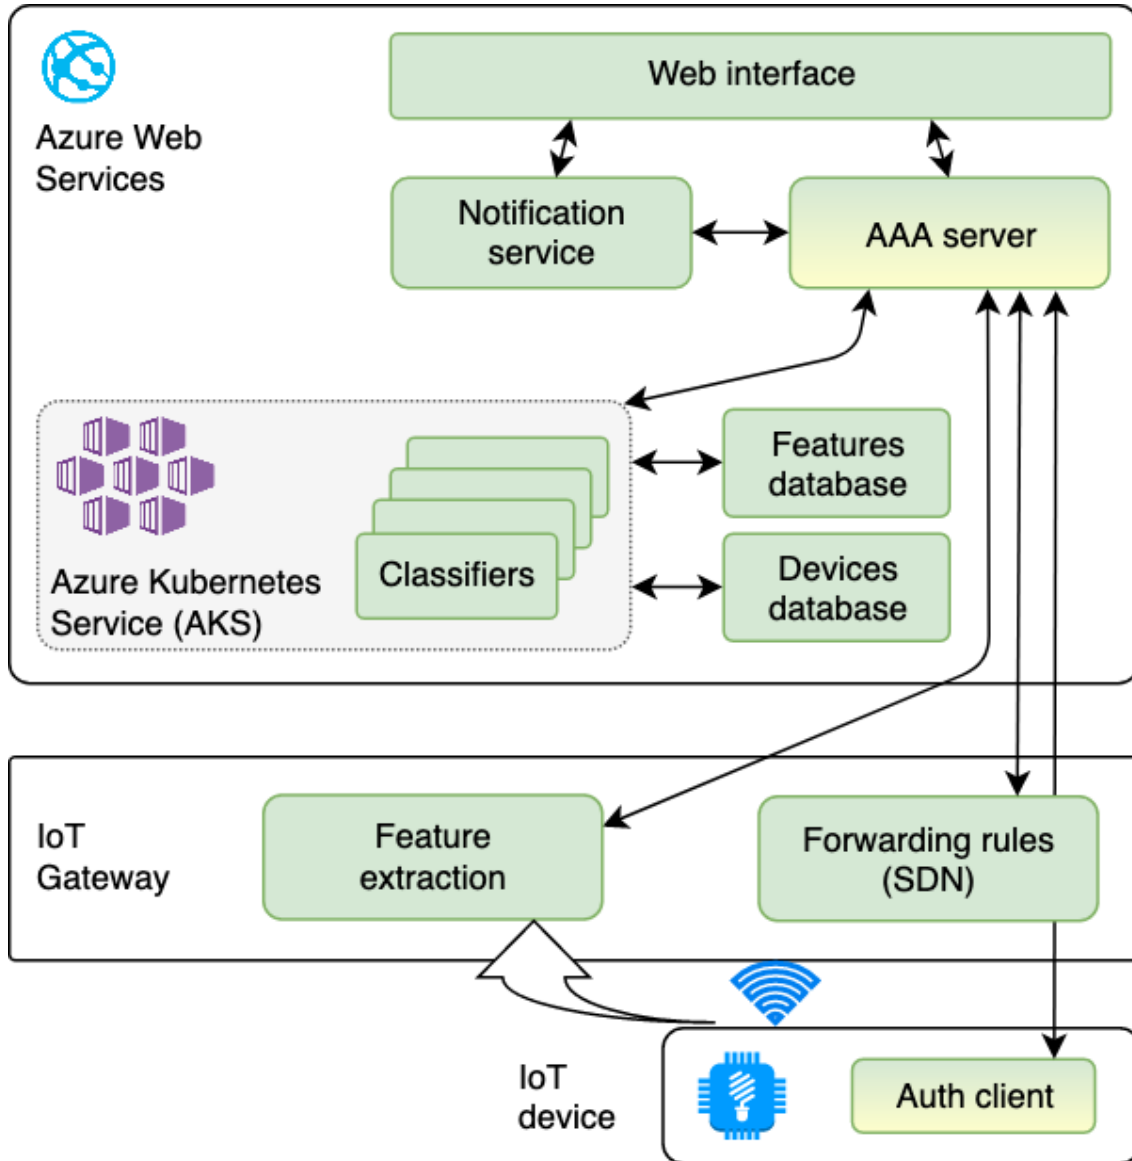 Web interface
Azure Web
Services
Notification
service
AAA server
Features
database
Classifiers
Azure Kubernetes
Service (AKS)
Devices
database
IoT
Gateway
Feature
extraction
Forwarding rules
(SDN)
IoT
device
Auth client